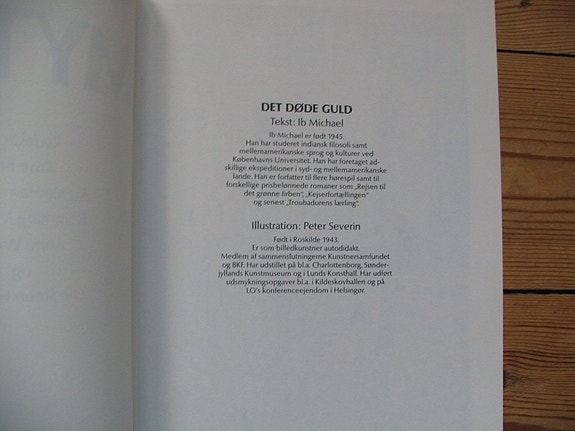 DET DØDE GULD
Tekst: Ib Michael
Ib Michael er født 1945.
Han har studeret indiansk filosofi samt
mellemamerikanske sprog og kulturer ved
Københavns Universitet. Han har foretaget ad-
skillige ekspeditioner i syd- og mellemamerikanske
lande. Han er forfatter til flere hørespil samt til
forskellige prisbelønnede romaner som „Rejsen til
det grønne firben", „Kejserfortællingen"
og senest „Troubadurens lærling".
Illustration: Peter Severin
Født i Roskilde 1943.
Er som billedkunstner autodidakt.
Medlem af sammenslutningerne Kunstnersamfundet
og BKF. Har udstillet på bl.a. Charlottenborg, Sønder-
jyllands Kunstmuseum og i Lunds Konsthall. Har udført
udsmykningsopgaver bl.a. i Kildeskovhallen og på
LO's konferenceejendom i Helsingør.